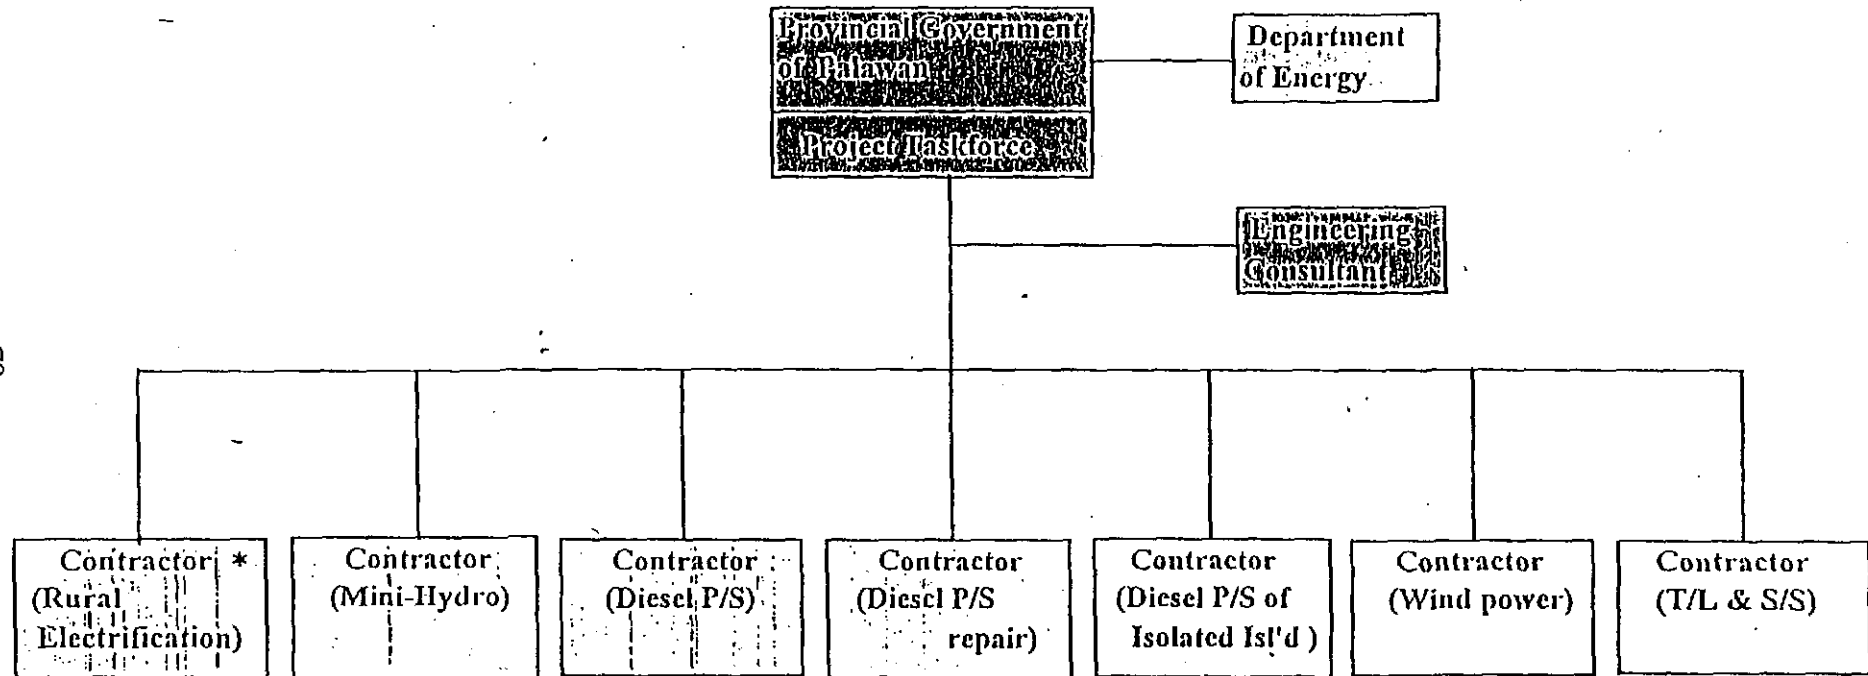 Provincial Government
of Palawan
Project Taskforce
Department
of Energy
Engineering
Consultant
Contractor *
(Rural
Electrification)
Contractor
(Mini-Hydro)
Contractor
(Diesel P/S)
Contractor
(Diesel P/S
repair)
Contractor
(Diesel P/S of
Isolated Isl'd )
Contractor
(Wind power)
Contractor
(T/L & S/S)